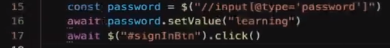 15 const password = $("//input[@type='password']")
16 await password.setValue("learning")
17 await $("#signInBtn").click()